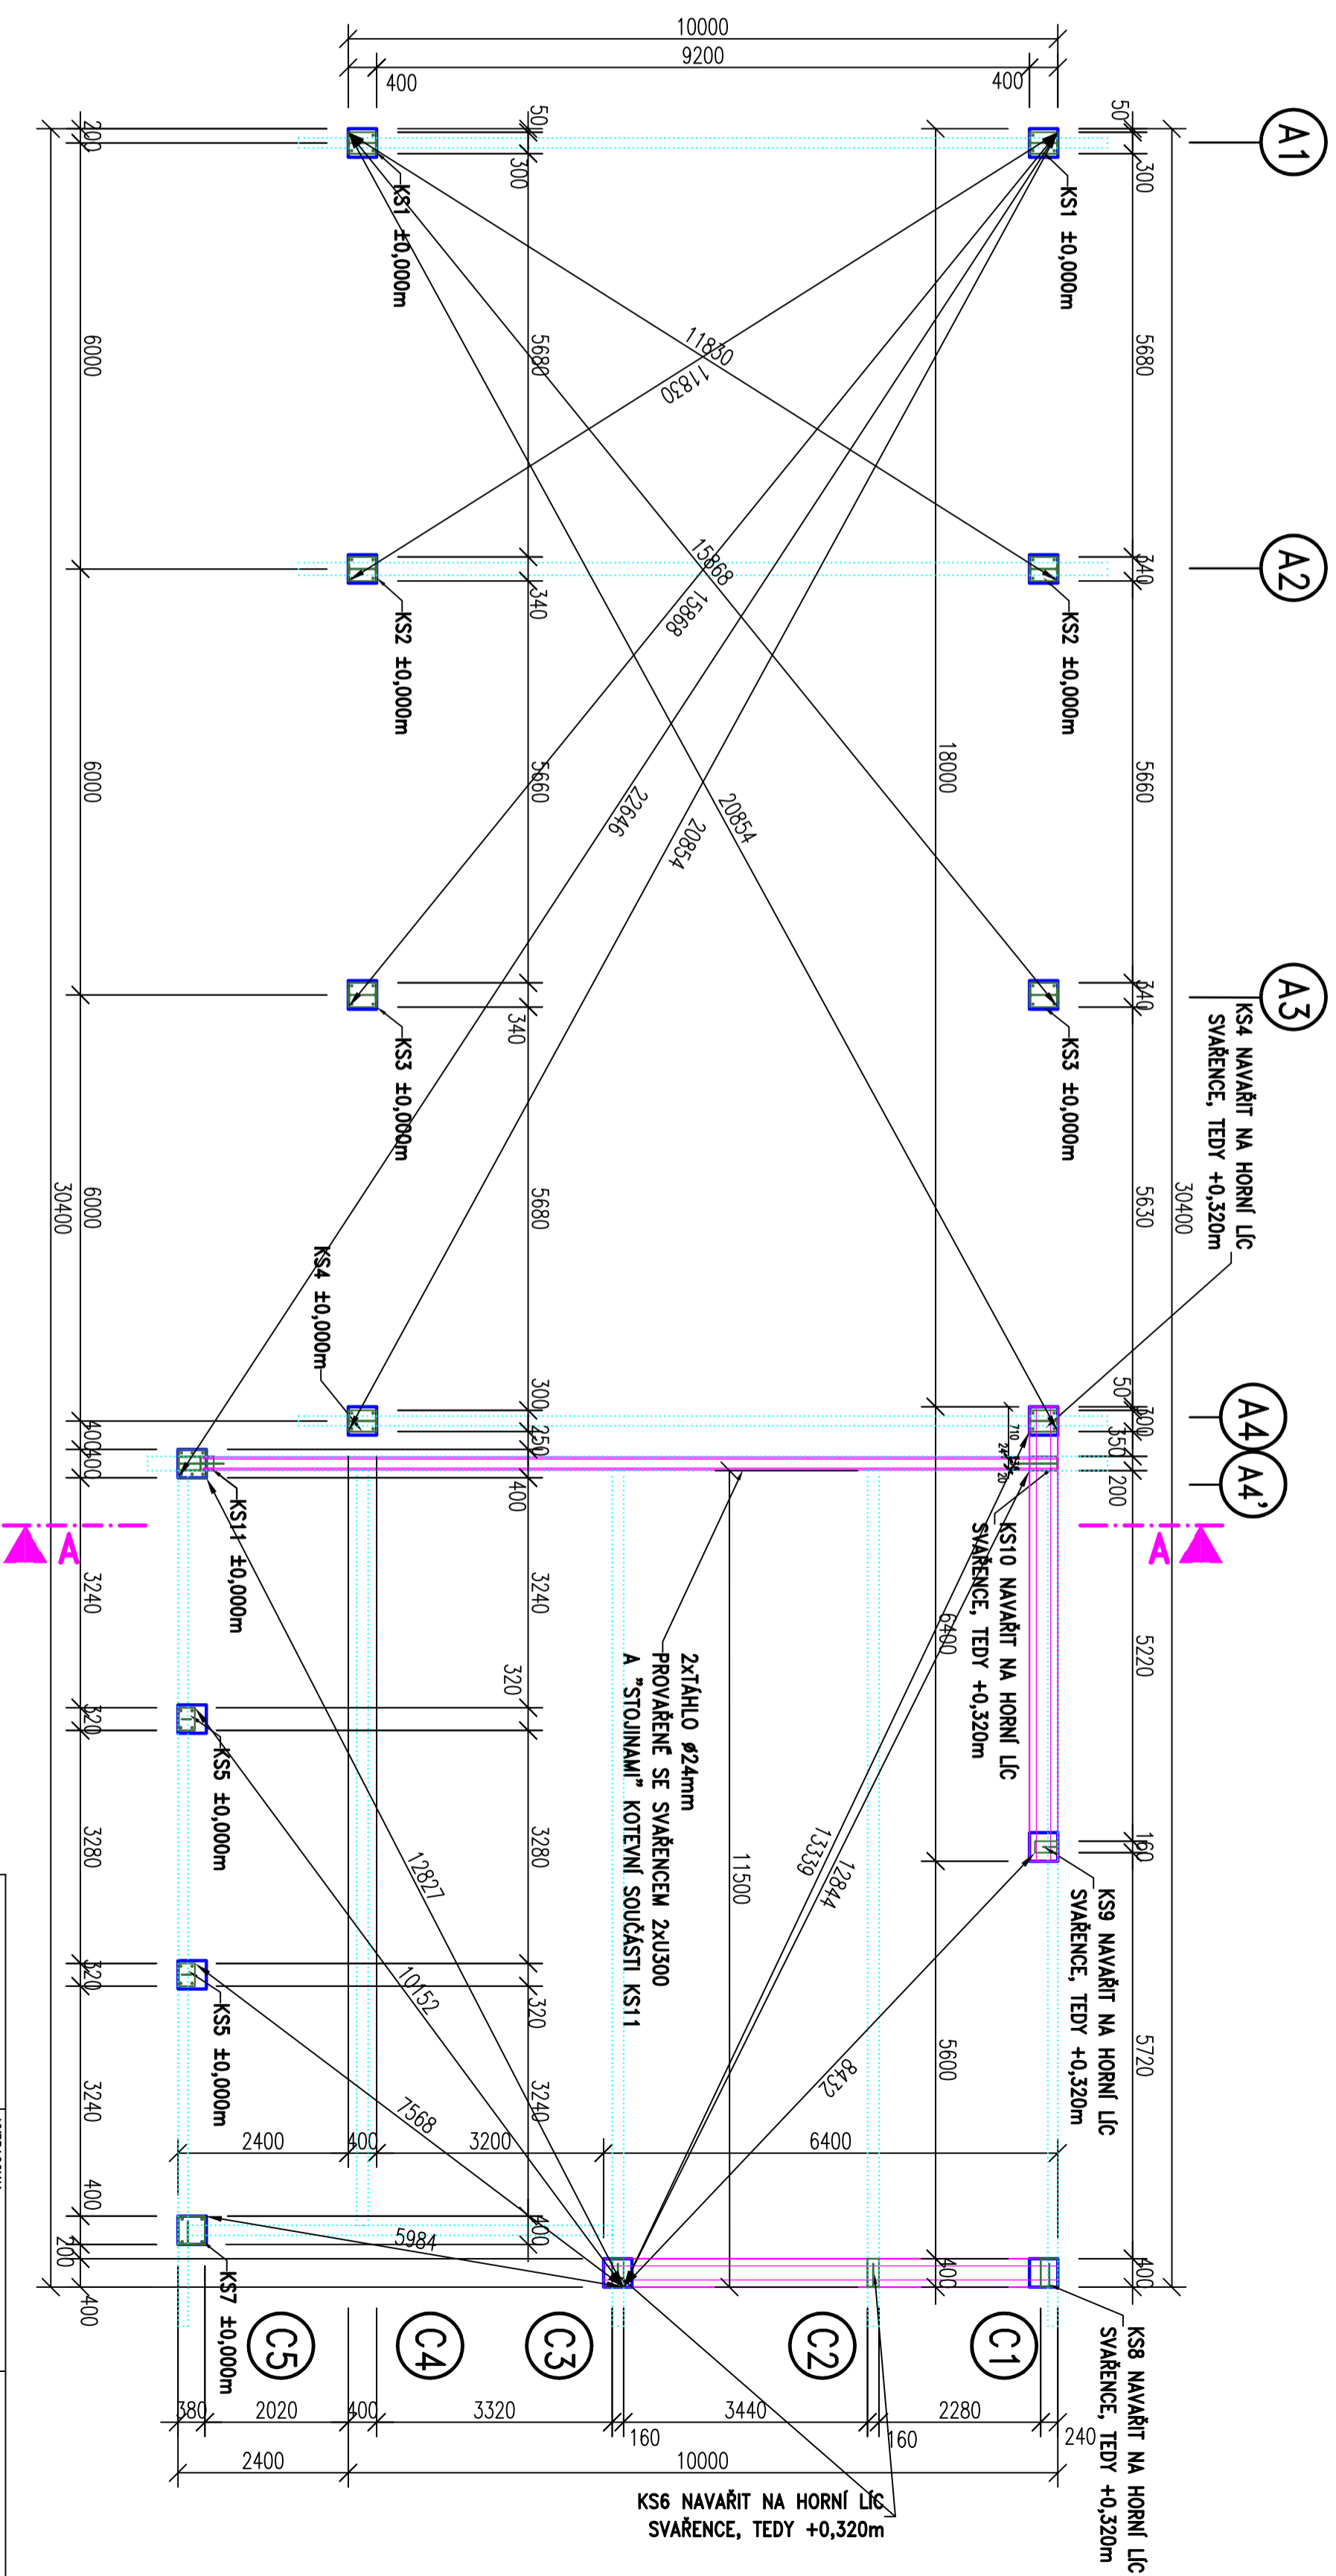 A1
A2
A3
A4
A4'
KS4 NAVAŘIT NA HORNÍ LÍC
SVAŘENCE, TEDY +0,320m
30400
50
300
5680
340
5660
340
5630
50
300
350
200
5220
160
5720
400
KS1 ±0,000m
KS2 ±0,000m
KS3 ±0,000m
KS10 NAVAŘIT NA HORNÍ LÍC
SVAŘENCE, TEDY +0,320m
KS9 NAVAŘIT NA HORNÍ LÍC
SVAŘENCE, TEDY +0,320m
KS8 NAVAŘIT NA HORNÍ LÍC
SVAŘENCE, TEDY +0,320m
A
A
18000
6400
5600
400
710
20
11500
10000
9200
400
400
11830
11830
15868
15868
22646
20854
20854
13339
12844
8432
12827
10152
7568
5984
2xTÁHLO ø24mm
PROVAŘENÉ SE SVAŘENCEM 2xU300
A "STOJINAMI" KOTEVNÍ SOUČÁSTI KS11
50
300
5680
340
5660
340
5680
300
250
400
3240
320
3280
320
3240
400
KS1 ±0,000m
KS2 ±0,000m
KS3 ±0,000m
KS4 ±0,000m
KS11 ±0,000m
KS5 ±0,000m
KS5 ±0,000m
KS7 ±0,000m
200
6000
6000
6000
400
400
3240
320
3280
320
3240
400
200
400
30400
2400
400
3200
6400
C5
C4
C3
C2
C1
380
2020
400
3320
160
3440
160
2280
240
2400
10000
KS6 NAVAŘIT NA HORNÍ LÍC
SVAŘENCE, TEDY +0,320m